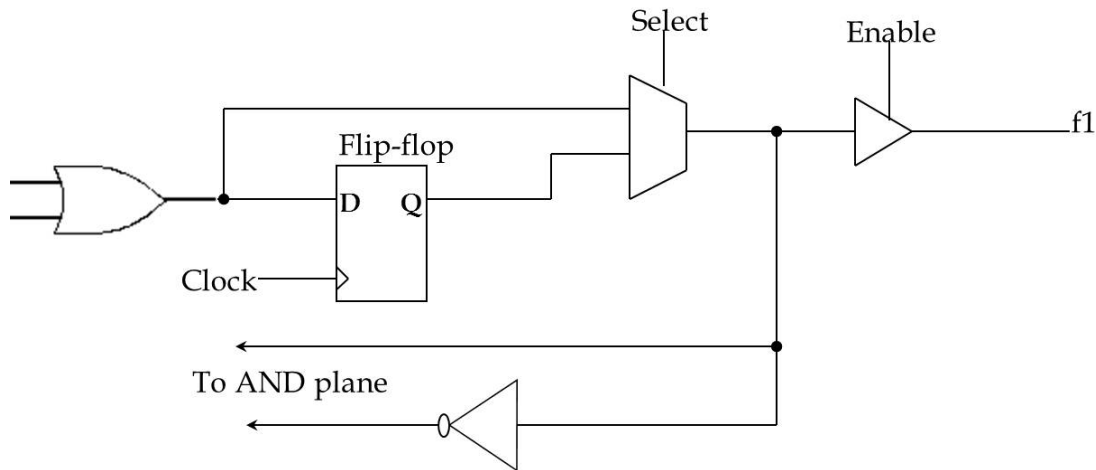 Select
Enable
f1
Flip-flop
D
Q
Clock
To AND plane